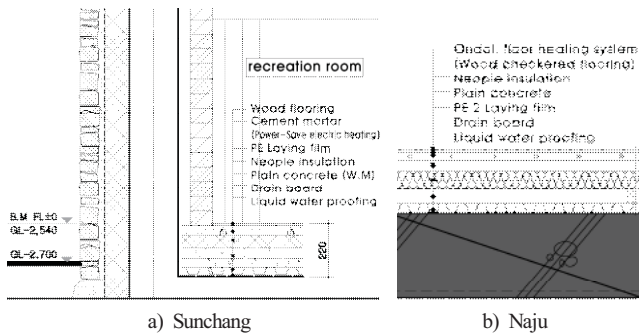 recreation room
Wood flooring
Cement mortar
(Power-Save electric heating)
PE Laying film
Neople insulation
Plain concrete (W.M)
Drain board
Liquid water proofing
B.M FL±0
GL-2,540
GL-2,700
220
a) Sunchang
Ondol. floor heating system
(Wood checkered flooring)
Neople insulation
Plain concrete
PE 2 Laying film
Drain board
Liquid water proofing
b) Naju